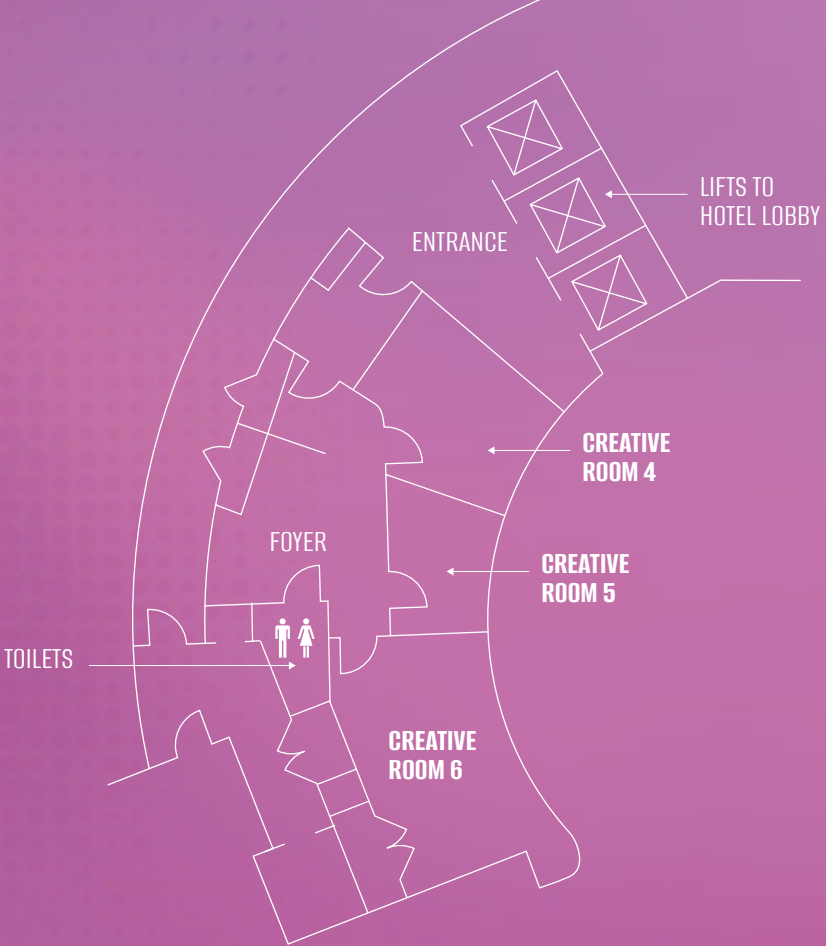 LIFTS TO
HOTEL LOBBY
ENTRANCE
CREATIVE
ROOM 4
FOYER
CREATIVE
ROOM 5
TOILETS
CREATIVE
ROOM 6